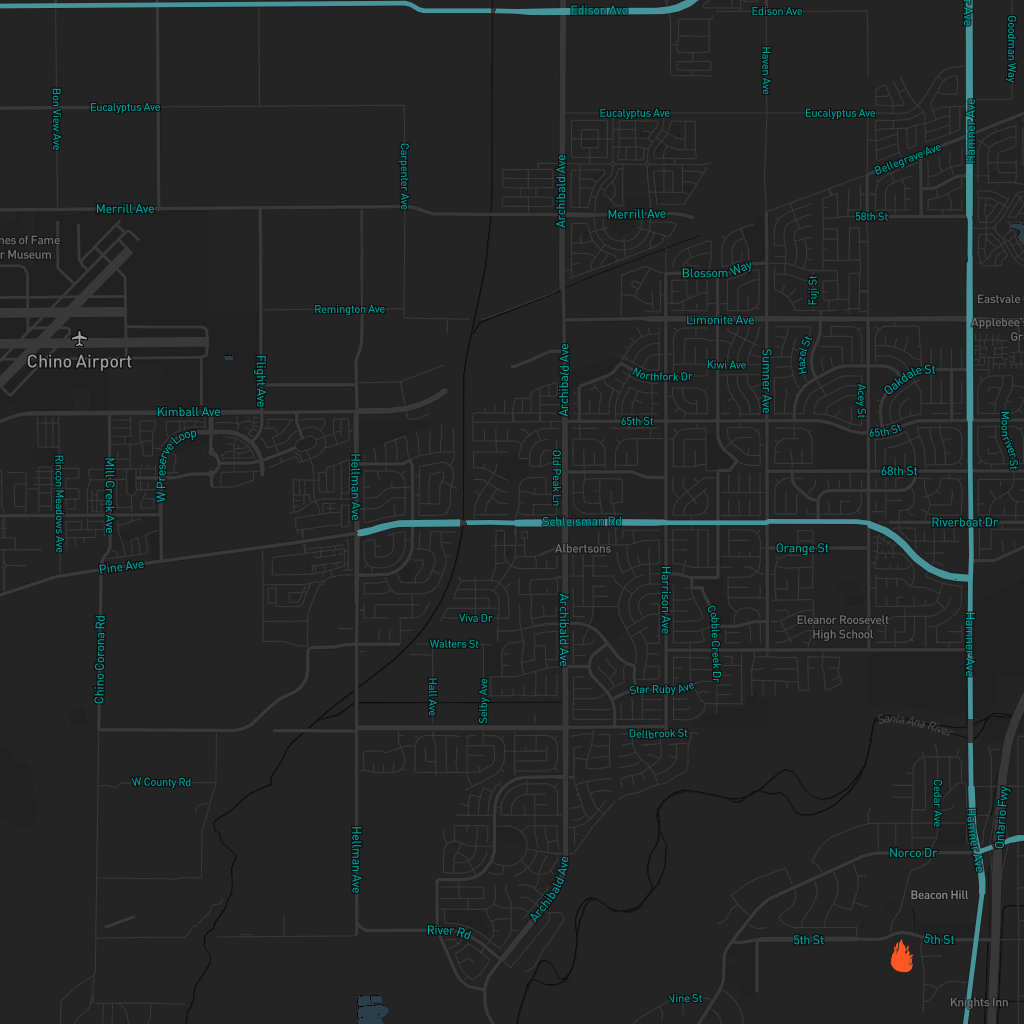 Edison Ave
Edison Ave
Ave
Goodman Way
Haven Ave
Bon View Ave
Eucalyptus Ave
Eucalyptus Ave
Eucalyptus Ave
Hamner Ave
Carpenter Ave
Archibald Ave
Bellegrave Ave
Merrill Ave
Merrill Ave
58th St
nes of Fame
r Museum
Blossom Way
Fuji St
Eastvale
Remington Ave
Limonite Ave
Applebee's
Gr
Chino Airport
Flight Ave
Archibald Ave
Northfork Dr
Kiwi Ave
Sumner Ave
Hazel St
Acey St
Oakdale St
Kimball Ave
65th St
65th St
Moonriver St
W Preserve Loop
Rincon Meadows Ave
Mill Creek Ave
Hellman Ave
Old Peak Ln
68th St
Schleisman Rd
Riverboat Dr
Albertsons
Orange St
Pine Ave
Harrison Ave
Archibald Ave
Viva Dr
Cobble Creek Dr
Eleanor Roosevelt
High School
Hamner Ave
Chino Corona Rd
Walters St
Hall Ave
Selby Ave
Star Ruby Ave
Dellbrook St
Santa Ana River
W County Rd
Cedar Ave
Hamner Ave
Ontario Fwy
Hellman Ave
Norco Dr
Archibald Ave
Beacon Hill
River Rd
5th St
5th St
Vine St
Knights Inn